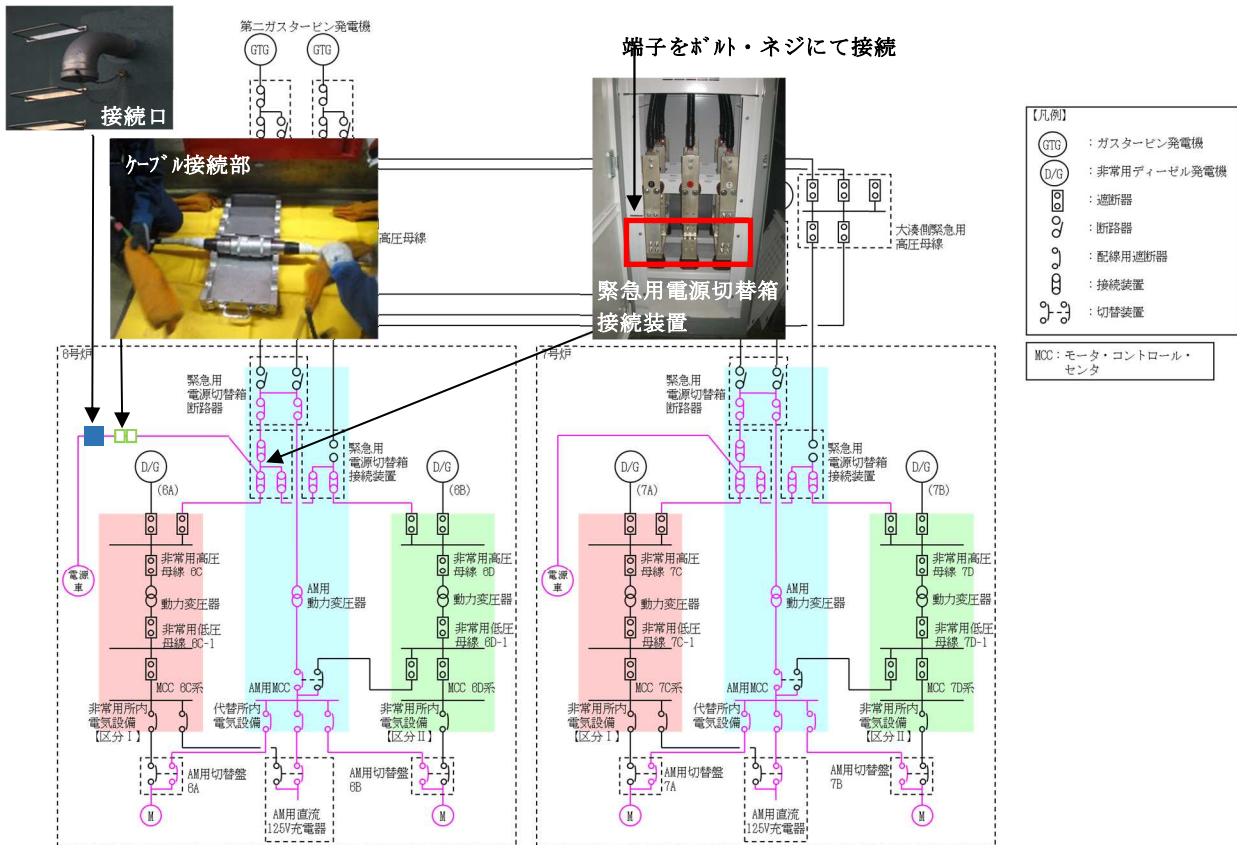 第二ガスタービン発電機
GTG
GTG
端子をボルト・ネジにて接続
接続口
ケーブル接続部
高圧母線
緊急用電源切替箱
接続装置
大湊側緊急用
高圧母線
【凡例】
GTG : ガスタービン発電機
D/G : 非常用ディーゼル発電機
: 遮断器
: 断路器
: 配線用遮断器
: 接続装置
: 切替装置
MCC : モータ・コントロール・
センタ
6号炉
緊急用
電源切替箱
断路器
緊急用
電源切替箱
接続装置
D/G
(6A)
D/G
(6B)
電源
車
非常用高圧
母線 6C
動力変圧器
非常用低圧
母線 6C-1
MCC 6C系
非常用所内
電気設備
【区分Ⅰ】
AM用
動力変圧器
AM用MCC
代替所内
電気設備
非常用高圧
母線 6D
動力変圧器
非常用低圧
母線 6D-1
MCC 6D系
非常用所内
電気設備
【区分Ⅱ】
AM用切替盤
6A
M
AM用直流
125V充電器
AM用切替盤
6B
M
7号炉
緊急用
電源切替箱
断路器
緊急用
電源切替箱
接続装置
D/G
(7A)
D/G
(7B)
電源
車
非常用高圧
母線 7C
動力変圧器
非常用低圧
母線 7C-1
MCC 7C系
非常用所内
電気設備
【区分Ⅰ】
AM用
動力変圧器
AM用MCC
代替所内
電気設備
非常用高圧
母線 7D
動力変圧器
非常用低圧
母線 7D-1
MCC 7D系
非常用所内
電気設備
【区分Ⅱ】
AM用切替盤
7A
M
AM用直流
125V充電器
AM用切替盤
7B
M